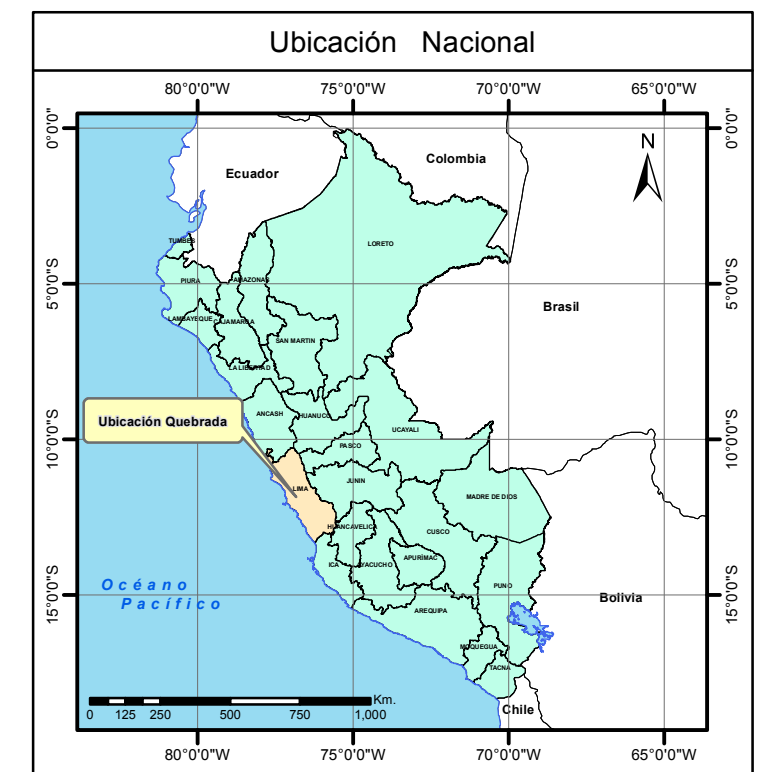 Ubicación Nacional
80°0'0"W 75°0'0"W 70°0'0"W 65°0'0"W
0°0'0" 0°0'0"
N
Colombia
Ecuador
TUMBES
LORETO
5°0'0"S 5°0'0"S
PIURA
AMAZONAS
Brasil
LAMBAYEQUE
CAJAMARCA
SAN MARTIN
LA LIBERTAD
ANCASH
HUANUCO
Ubicación Quebrada
UCAYALI
10°0'0"S 10°0'0"S
PASCO
JUNIN
LIMA
MADRE DE DIOS
HUANCAVELICA
CUSCO
APURÍMAC
ICA
AYACUCHO
PUNO
Océano
Pacífico
15°0'0"S 15°0'0"S
Bolivia
AREQUIPA
MOQUEGUA
TACNA
Km.
0 125 250 500 750 1,000
Chile
80°0'0"W 75°0'0"W 70°0'0"W 65°0'0"W